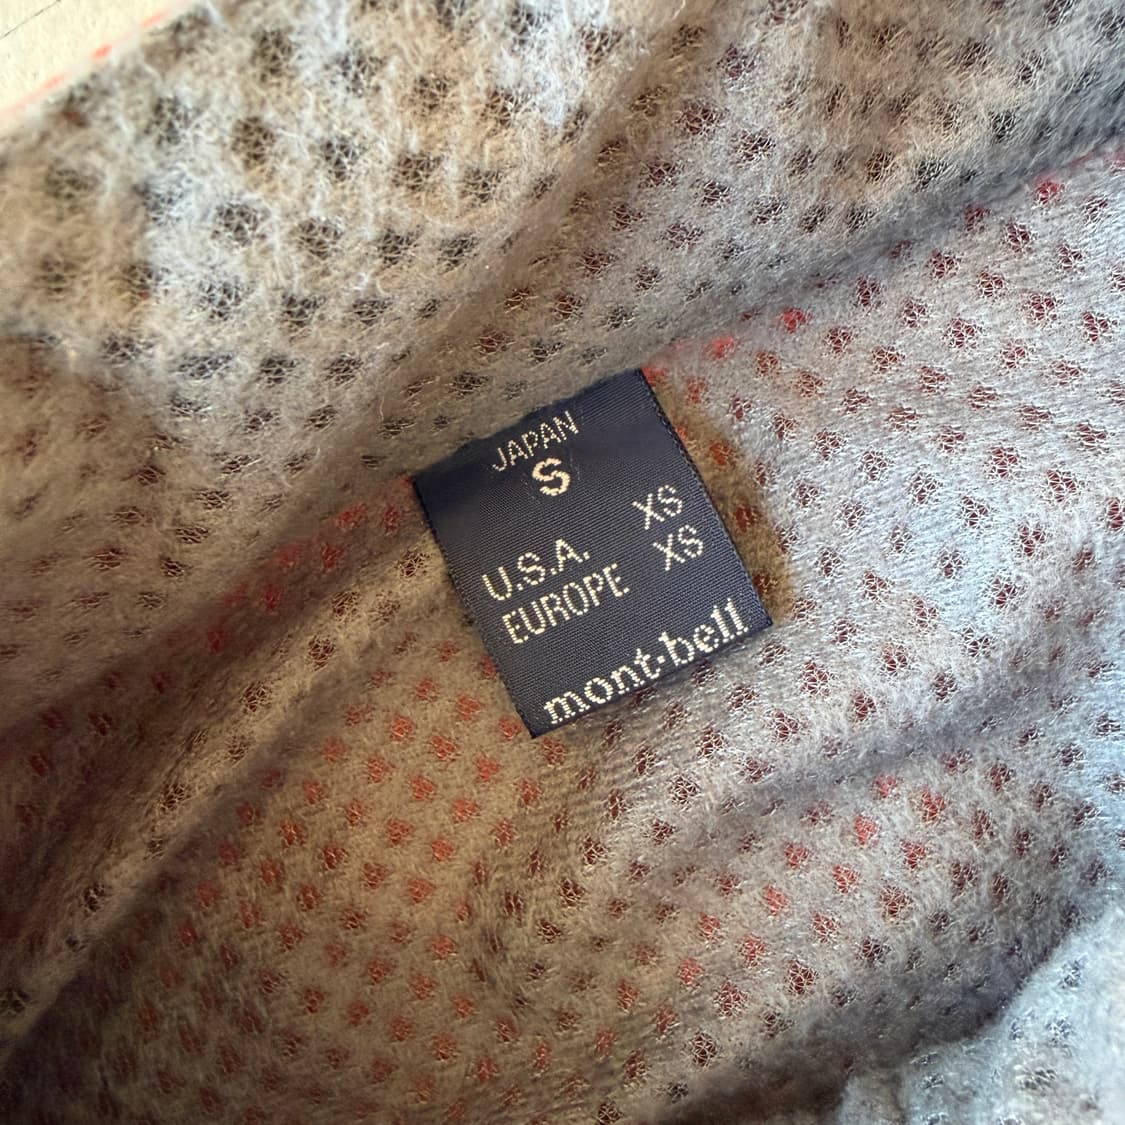 JAPAN
S
U.S.A. XS
EUROPE XS
mont·bell